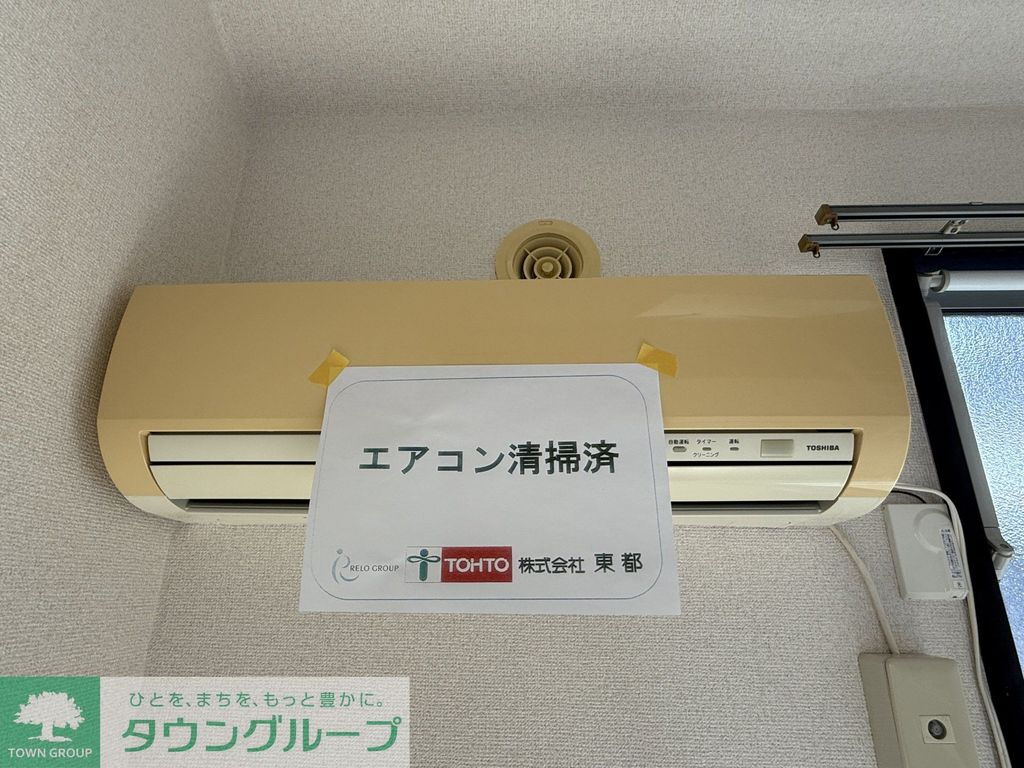 自動運転 タイマー 運転
クリーニング
TOSHIBA
エアコン清掃済
RELO GROUP TOHTO 株式会社 東都
ひとを、まちを、もっと豊かに。
タウングループ
TOWN GROUP